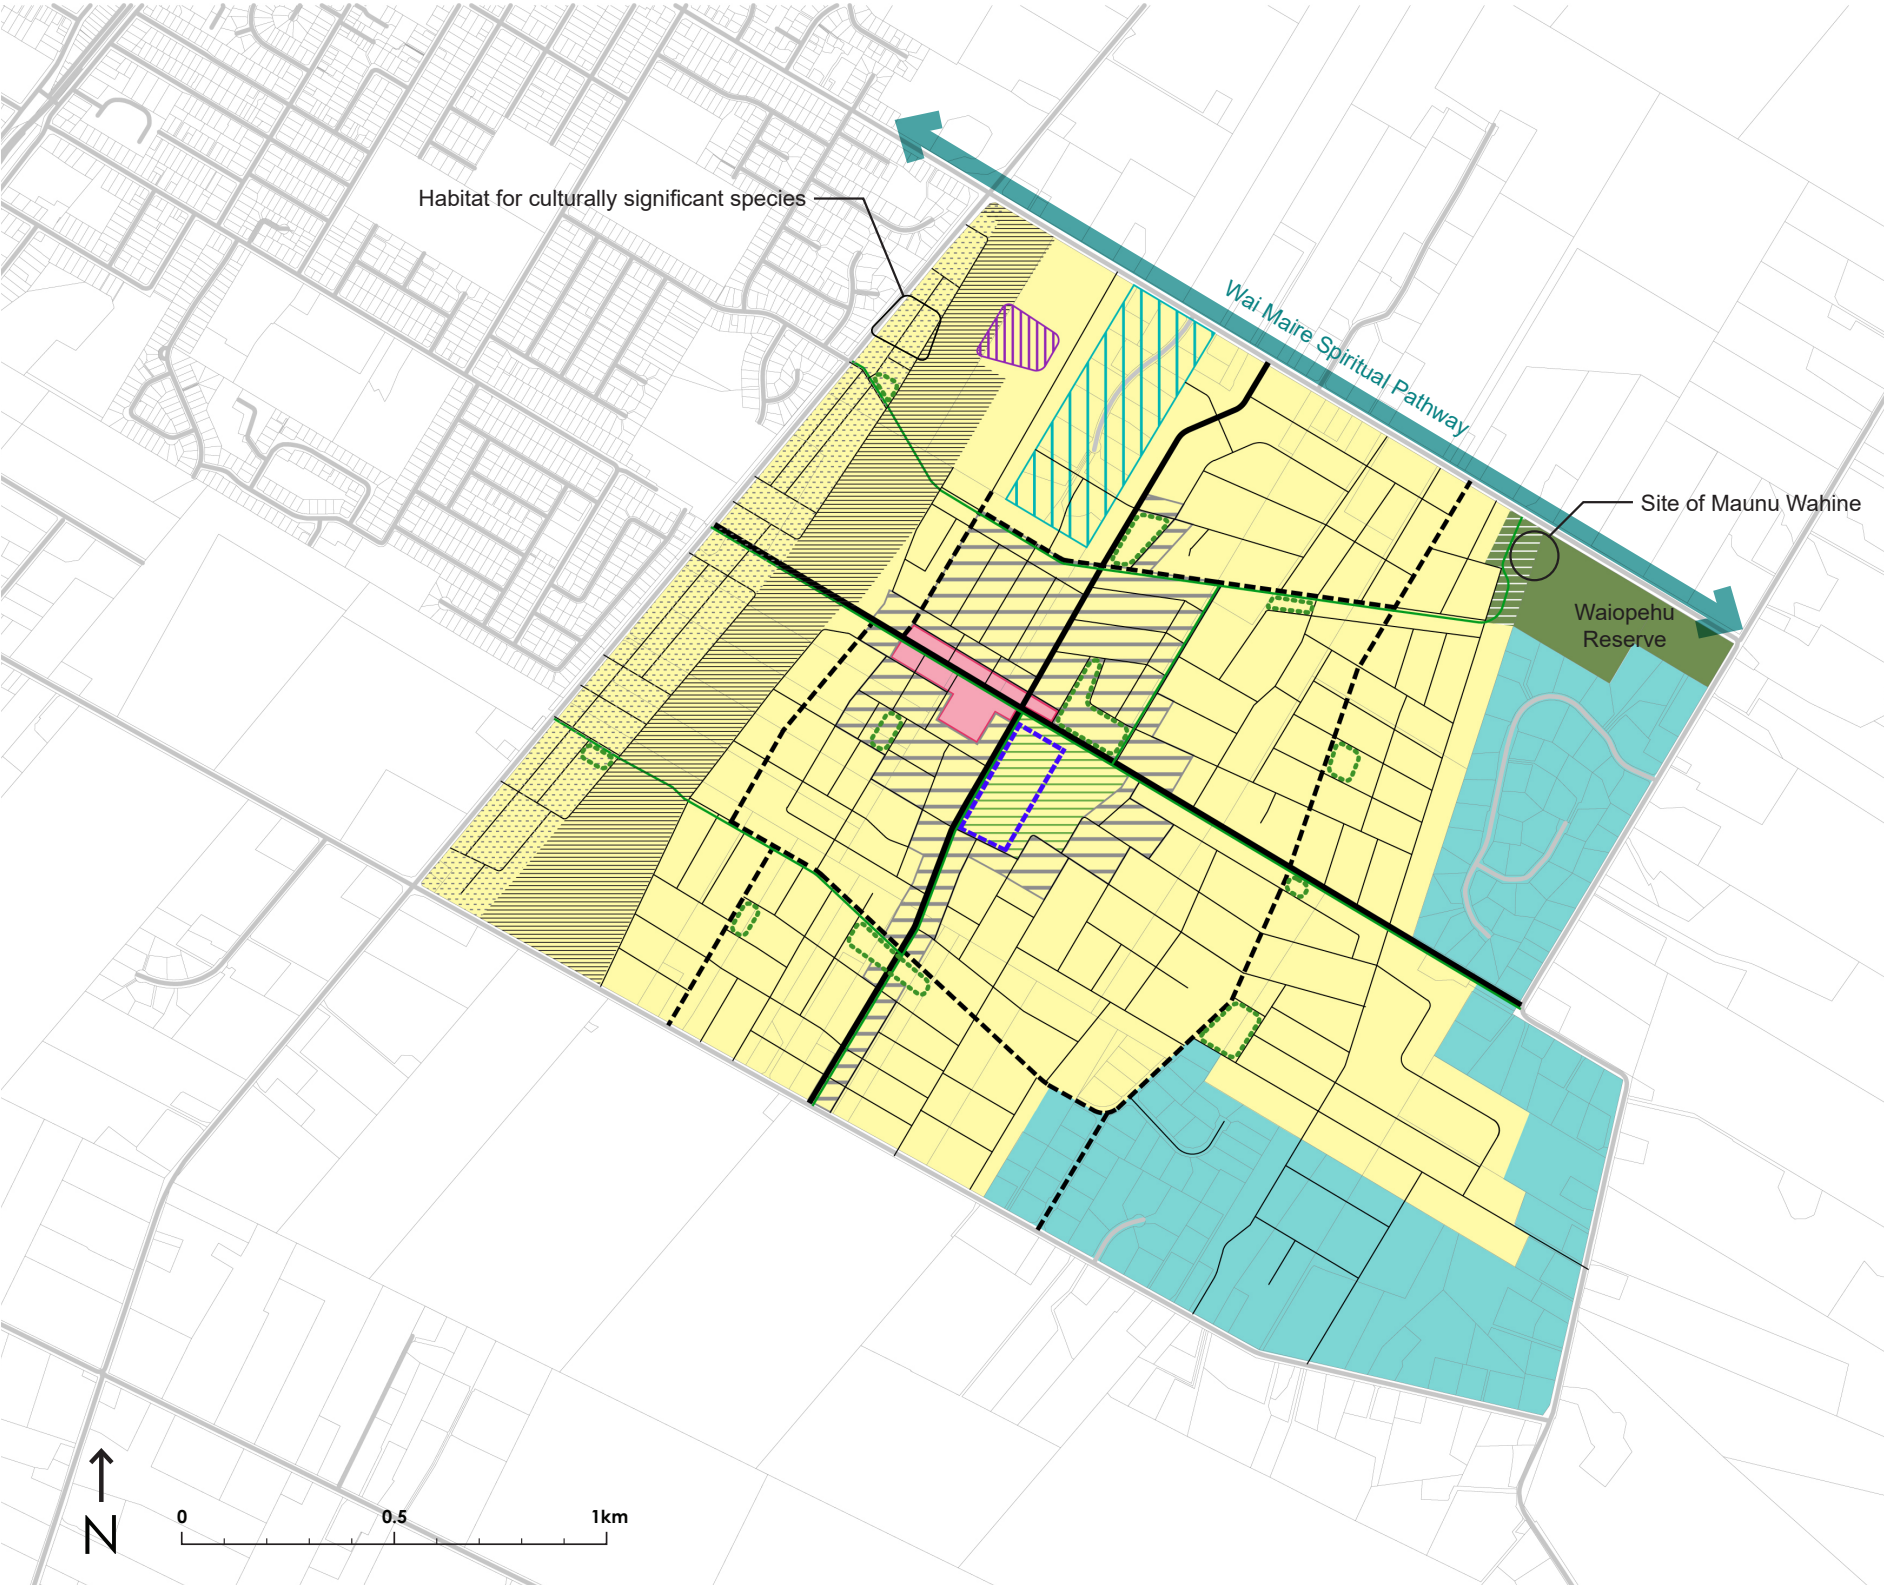 Habitat for culturally significant species
Wai Maire Spiritual Pathway
Site of Maunu Wahine
Waiopehu
Reserve
N
0 0.5 1km